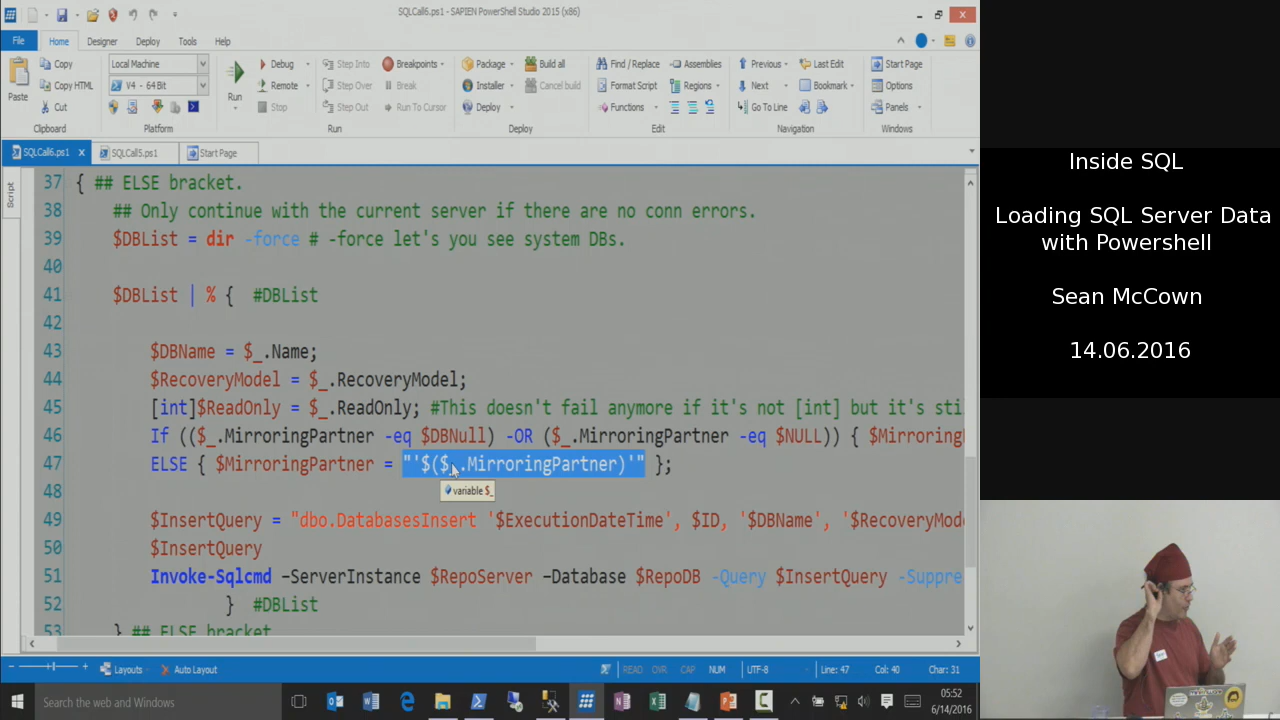 SQLCall6.ps1 - SAPIEN PowerShell Studio 2015 (x86)
File Home Designer Deploy Tools Help
Copy Local Machine Debug Step Into Breakpoints Package Build all Find / Replace Assemblies Previous Last Edit Start Page
Paste Copy HTML V4 - 64 Bit Run Remote Step Over Break Installer Cancel build Format Script Regions Next Bookmark Options
Cut Stop Step Out Run To Cursor Deploy Functions Go To Line Panels
Clipboard Platform Run Deploy Edit Navigation Windows
SQLCall6.ps1 x SQLCall5.ps1 Start Page
Script
37 { ## ELSE bracket.
38 ## Only continue with the current server if there are no conn errors.
39 $DBList = dir -force # -force let's you see system DBs.
40
41 $DBList | % { #DBList
42
43 $DBName = $_.Name;
44 $RecoveryModel = $_.RecoveryModel;
45 [int]$ReadOnly = $_.ReadOnly; #This doesn't fail anymore if it's not [int] but it's sti
46 If (($_.MirroringPartner -eq $DBNull) -OR ($_.MirroringPartner -eq $NULL)) { $Mirrori
47 ELSE { $MirroringPartner = "'$($_.MirroringPartner)'" };
variable $_
48
49 $InsertQuery = "dbo.DatabasesInsert '$ExecutionDateTime', $ID, '$DBName', '$RecoveryMod
50 $InsertQuery
51 Invoke-Sqlcmd –ServerInstance $RepoServer –Database $RepoDB -Query $InsertQuery -Suppre
52 } #DBList
53 } ## ELSE bracket
Layouts Auto Layout READ OVR CAP NUM UTF-8 Line: 47 Col: 40 Char: 31
Search the web and Windows
05:52
6/14/2016
Inside SQL
Loading SQL Server Data
with Powershell
Sean McCown
14.06.2016